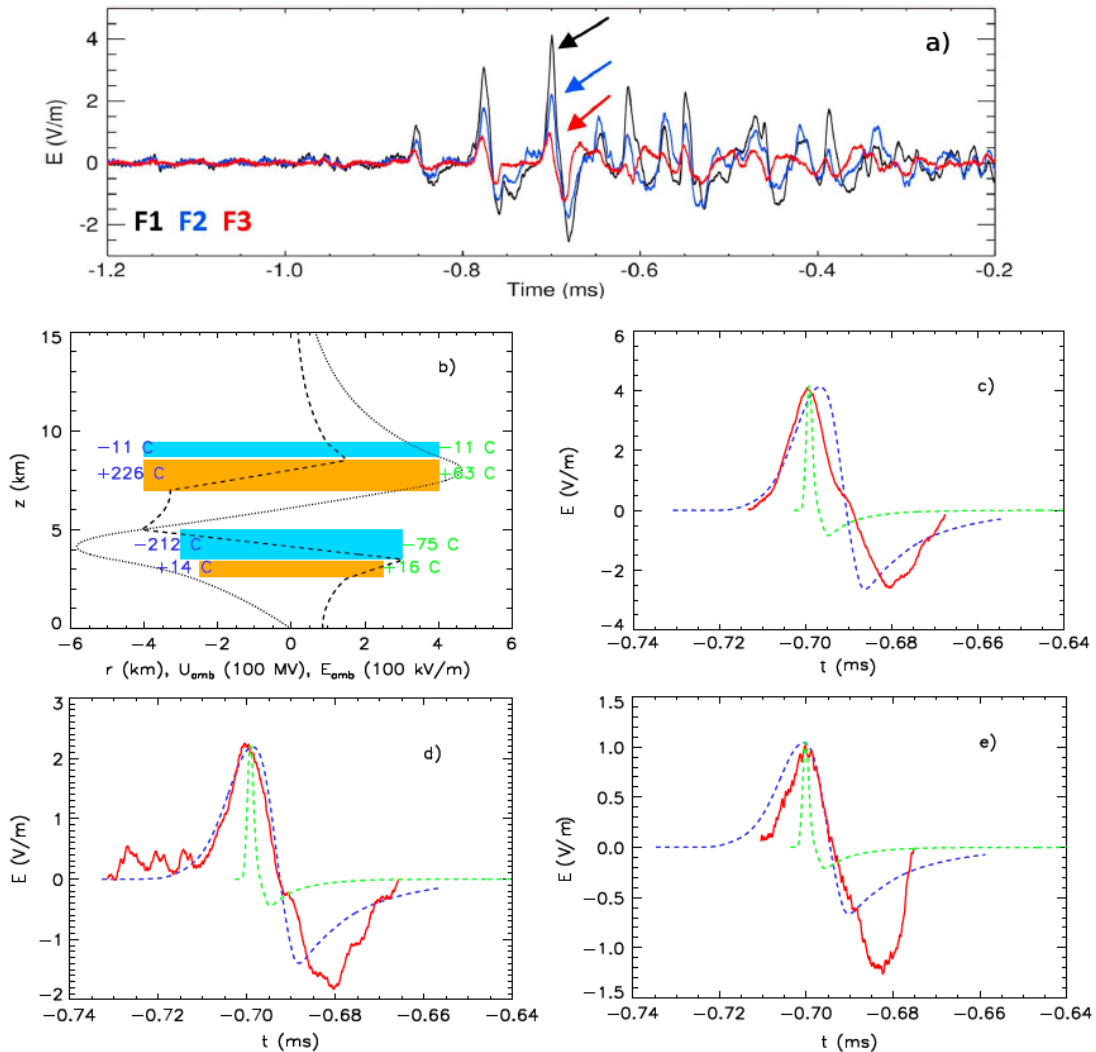 a)
4
2
0
-2
E (V/m)
F1 F2 F3
-1.2 -1.0 -0.8 -0.6 -0.4 -0.2
Time (ms)
b)
15
10
5
0
z (km)
−11 C −11 C
+226 C +63 C
−212 C −75 C
+14 C +16 C
−6 −4 −2 0 2 4 6
r (km), U_amb (100 MV), E_amb (100 kV/m)
c)
6
4
2
0
−2
−4
E (V/m)
−0.74 −0.72 −0.70 −0.68 −0.66 −0.64
t (ms)
d)
3
2
1
0
−1
−2
E (V/m)
−0.74 −0.72 −0.70 −0.68 −0.66 −0.64
t (ms)
e)
1.5
1.0
0.5
0.0
−0.5
−1.0
−1.5
E (V/m)
−0.74 −0.72 −0.70 −0.68 −0.66 −0.64
t (ms)